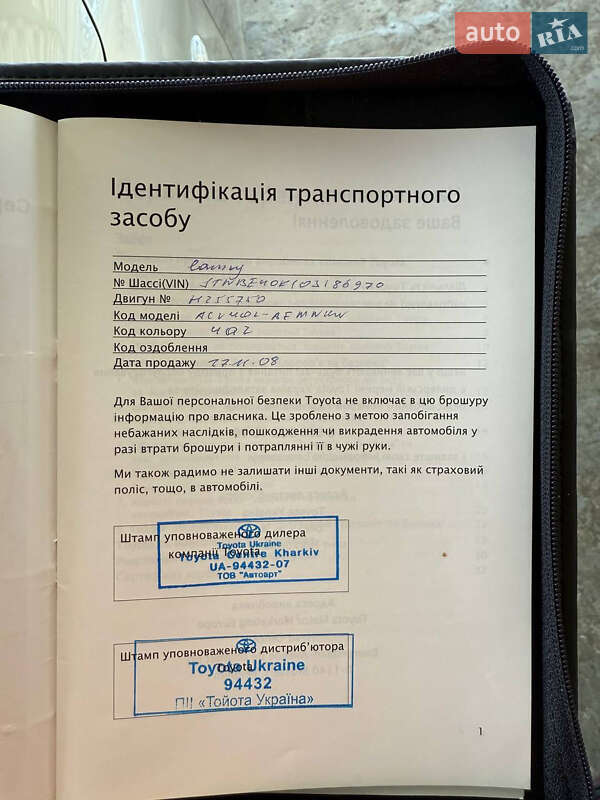 auto RIA .com
Ідентифікація транспортного
засобу
Модель Camry
№ Шассі(VIN) JTNBE40K103186970
Двигун № H255750
Код моделі ACV40L-AEMNKW
Код кольору 4Q2
Код оздоблення
Дата продажу 17.11.08
Для Вашої персональної безпеки Toyota не включає в цю брошуру
інформацію про власника. Це зроблено з метою запобігання
небажаних наслідків, пошкодження чи викрадення автомобіля у
разі втрати брошури і потраплянні її в чужі руки.
Ми також радимо не залишати інші документи, такі як страховий
поліс, тощо, в автомобілі.
Штамп уповноваженого дилера
компанії Toyota
Toyota Ukraine
Toyota Centre Kharkiv
UA-94432-07
ТОВ "Автоарт"
Штамп уповноваженого дистриб'ютора
Toyota
Toyota Ukraine
94432
ПІІ «Тойота Україна»
1